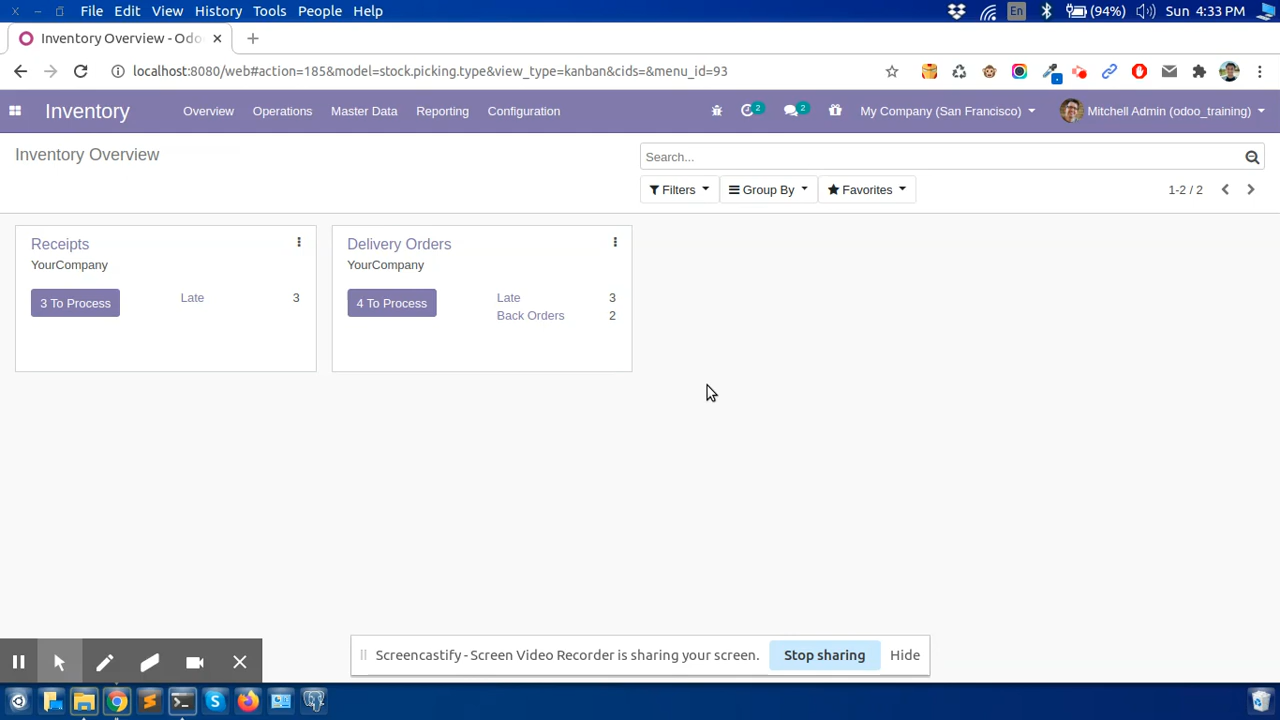 File Edit View History Tools People Help
En (94%) Sun 4:33 PM
Inventory Overview - Odo
localhost:8080/web#action=185&model=stock.picking.type&view_type=kanban&cids=&menu_id=93
Inventory Overview Operations Master Data Reporting Configuration 2 2 My Company (San Francisco) Mitchell Admin (odoo_training)
Inventory Overview
Search...
Filters Group By Favorites 1-2 / 2
Receipts
YourCompany
3 To Process Late 3
Delivery Orders
YourCompany
4 To Process Late 3
Back Orders 2
Screencastify - Screen Video Recorder is sharing your screen. Stop sharing Hide